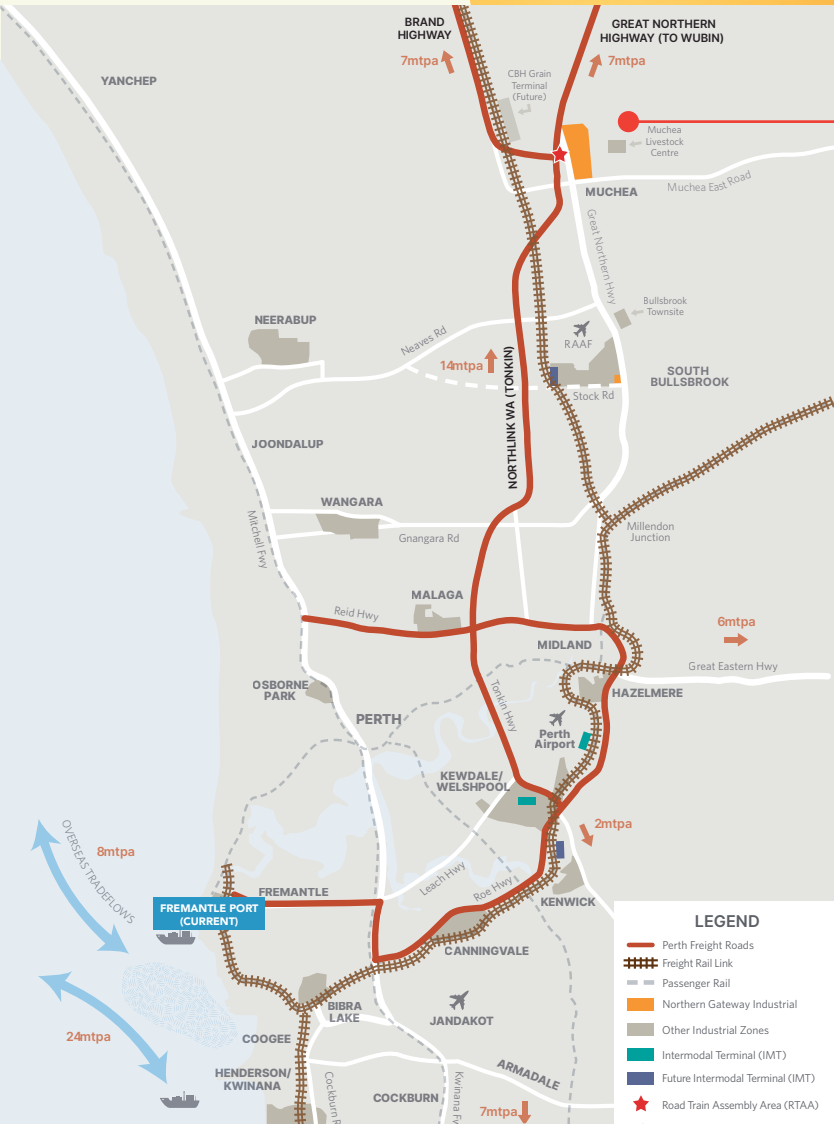 BRAND
HIGHWAY
GREAT NORTHERN
HIGHWAY (TO WUBIN)
7mtpa
7mtpa
YANCHEP
CBH Grain
Terminal
(Future)
Muchea
Livestock
Centre
MUCHEA
Muchea East Road
Great Northern Hwy
Bullsbrook
Townsite
NEERABUP
Neaves Rd
RAAF
14mtpa
SOUTH
BULLSBROOK
Stock Rd
NORTHLINK WA (TONKIN)
JOONDALUP
WANGARA
Mitchell Fwy
Gnangara Rd
Millendon
Junction
MALAGA
Reid Hwy
6mtpa
MIDLAND
Great Eastern Hwy
OSBORNE
PARK
HAZELMERE
Tonkin Hwy
PERTH
Perth
Airport
KEWDALE/
WELSHPOOL
OVERSEAS TRADEFLOWS
8mtpa
2mtpa
Leach Hwy
Roe Hwy
FREMANTLE
KENWICK
FREMANTLE PORT
(CURRENT)
CANNINGVALE
BIBRA
LAKE
JANDAKOT
24mtpa
COOGEE
HENDERSON/
KWINANA
ARMADALE
Cockburn R
COCKBURN
Kwinana Fw
7mtpa
LEGEND
Perth Freight Roads
Freight Rail Link
Passenger Rail
Northern Gateway Industrial
Other Industrial Zones
Intermodal Terminal (IMT)
Future Intermodal Terminal (IMT)
Road Train Assembly Area (RTAA)